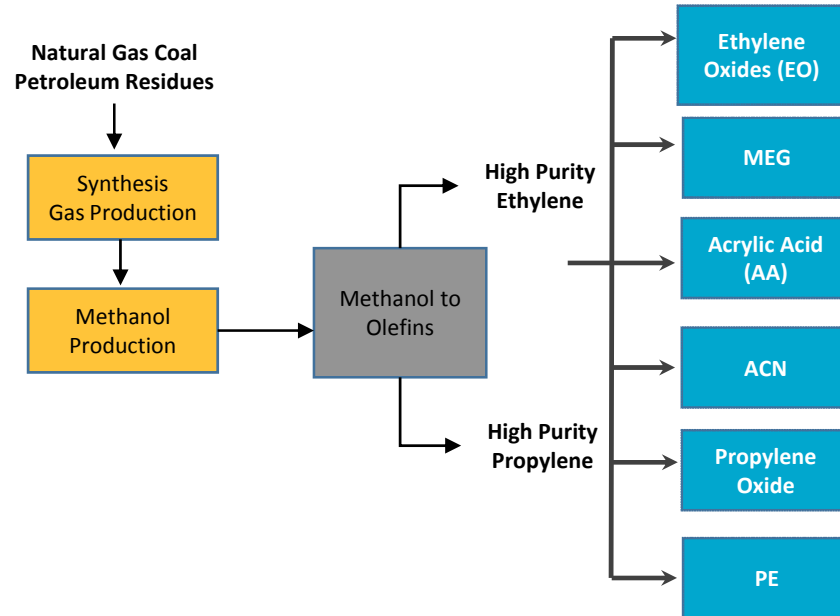 Natural Gas Coal
Petroleum Residues
Synthesis
Gas Production
Methanol
Production
Methanol to
Olefins
High Purity
Ethylene
High Purity
Propylene
Ethylene
Oxides (EO)
MEG
Acrylic Acid
(AA)
ACN
Propylene
Oxide
PE